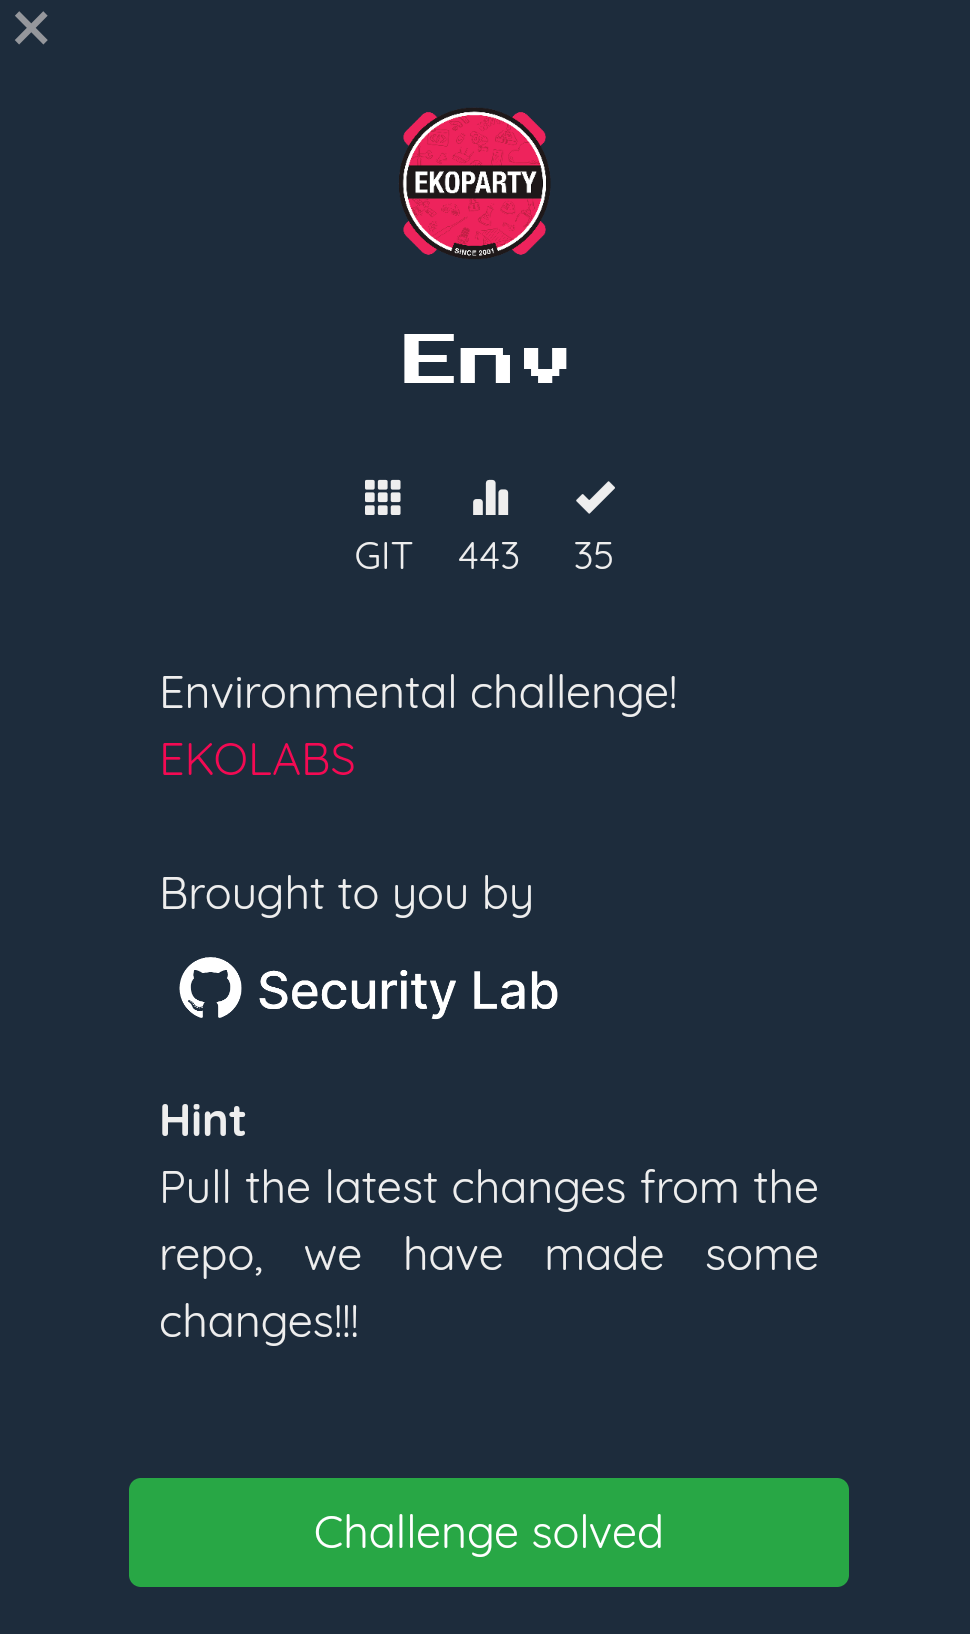 EKOPARTY
SINCE 2001
Env
GIT 443 35
Environmental challenge!
EKOLABS
Brought to you by
Security Lab
Hint
Pull the latest changes from the
repo, we have made some
changes!!!
Challenge solved